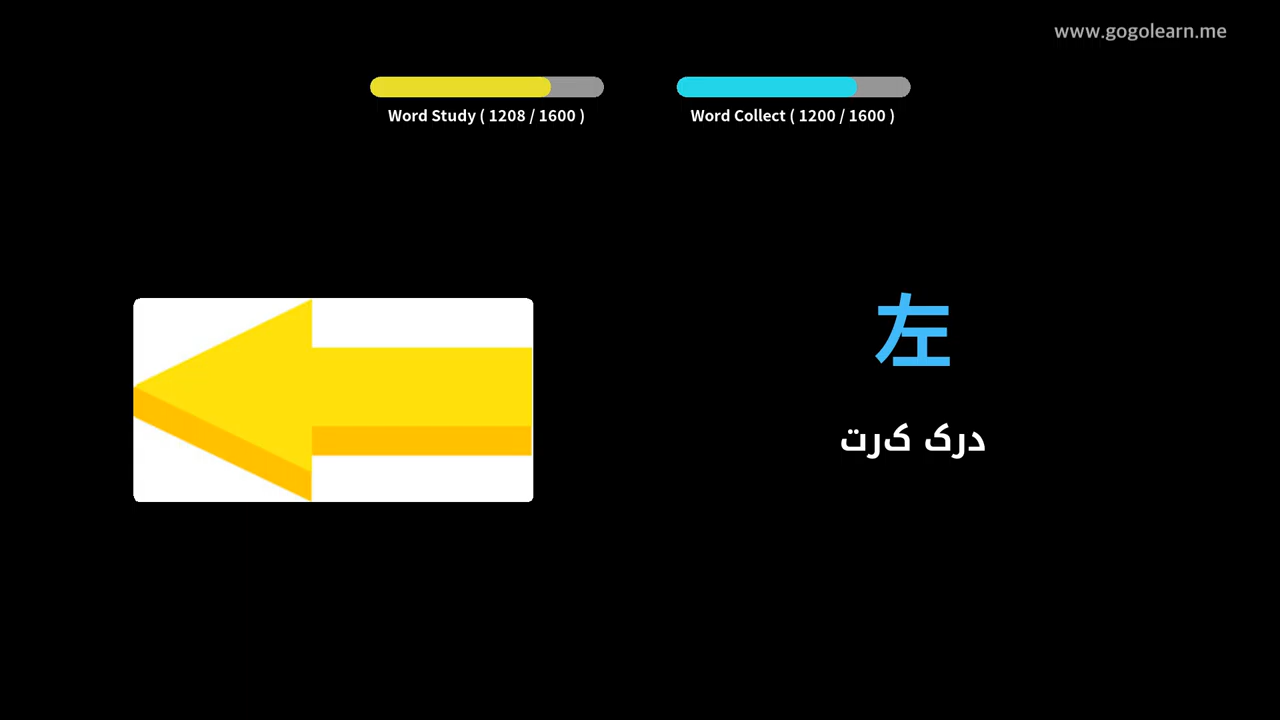 www.gogolearn.me
Word Study ( 1208 / 1600 )
Word Collect ( 1200 / 1600 )
左
درک کرت